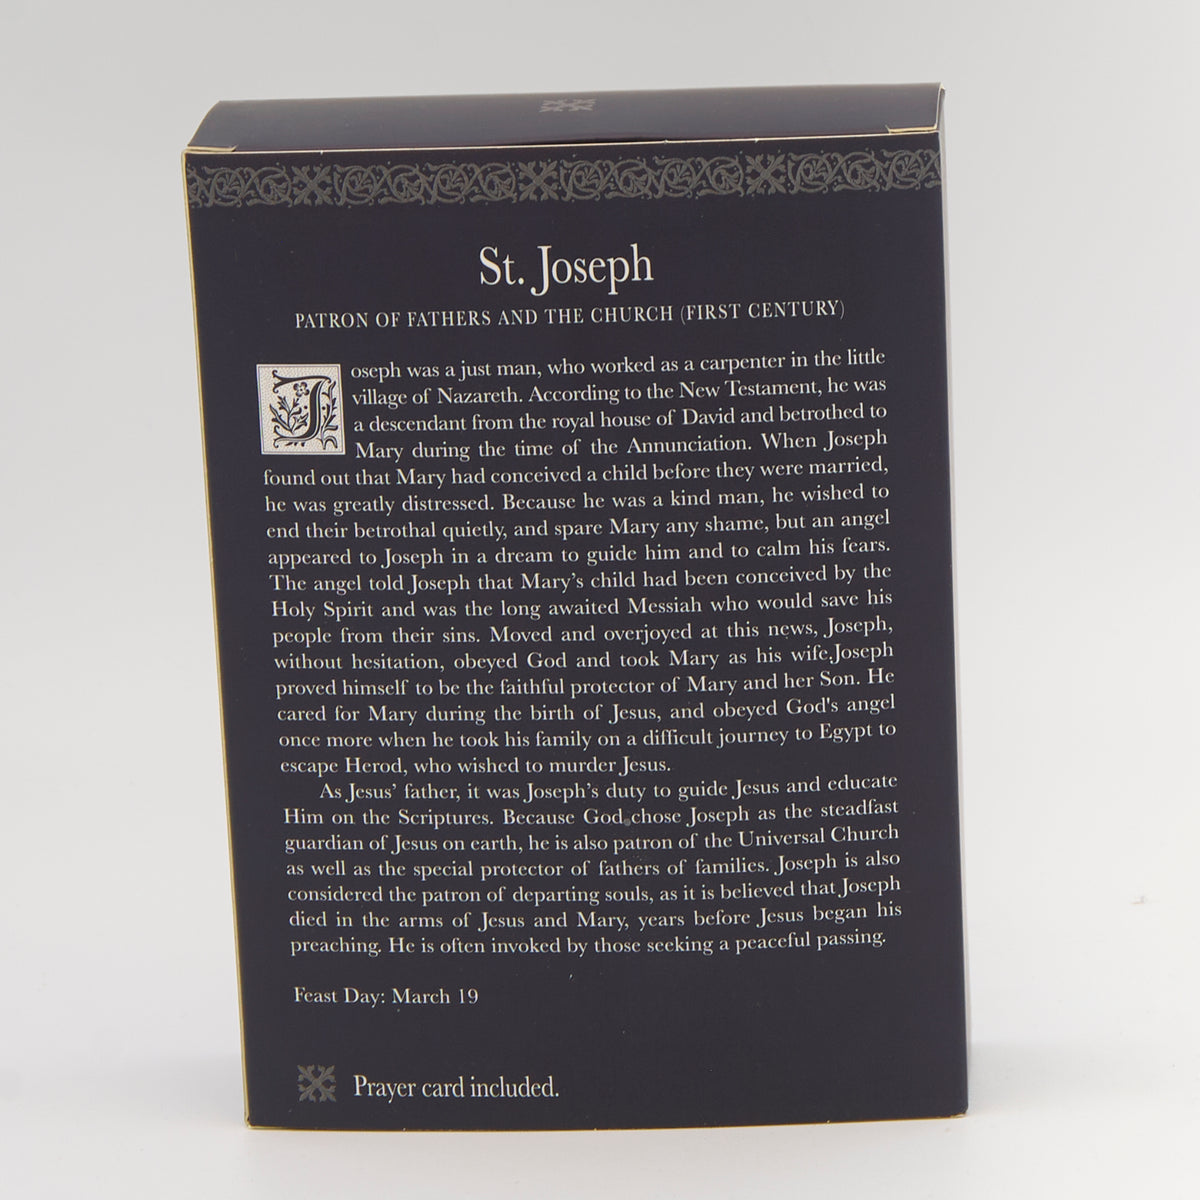 St. Joseph
PATRON OF FATHERS AND THE CHURCH (FIRST CENTURY)
Joseph was a just man, who worked as a carpenter in the little
village of Nazareth. According to the New Testament, he was
a descendant from the royal house of David and betrothed to
Mary during the time of the Annunciation. When Joseph
found out that Mary had conceived a child before they were married,
he was greatly distressed. Because he was a kind man, he wished to
end their betrothal quietly, and spare Mary any shame, but an angel
appeared to Joseph in a dream to guide him and to calm his fears.
The angel told Joseph that Mary's child had been conceived by the
Holy Spirit and was the long awaited Messiah who would save his
people from their sins. Moved and overjoyed at this news, Joseph,
without hesitation, obeyed God and took Mary as his wife.Joseph
proved himself to be the faithful protector of Mary and her Son. He
cared for Mary during the birth of Jesus, and obeyed God's angel
once more when he took his family on a difficult journey to Egypt to
escape Herod, who wished to murder Jesus.
As Jesus' father, it was Joseph's duty to guide Jesus and educate
Him on the Scriptures. Because God chose Joseph as the steadfast
guardian of Jesus on earth, he is also patron of the Universal Church
as well as the special protector of fathers of families. Joseph is also
considered the patron of departing souls, as it is believed that Joseph
died in the arms of Jesus and Mary, years before Jesus began his
preaching. He is often invoked by those seeking a peaceful passing.
Feast Day: March 19
Prayer card included.